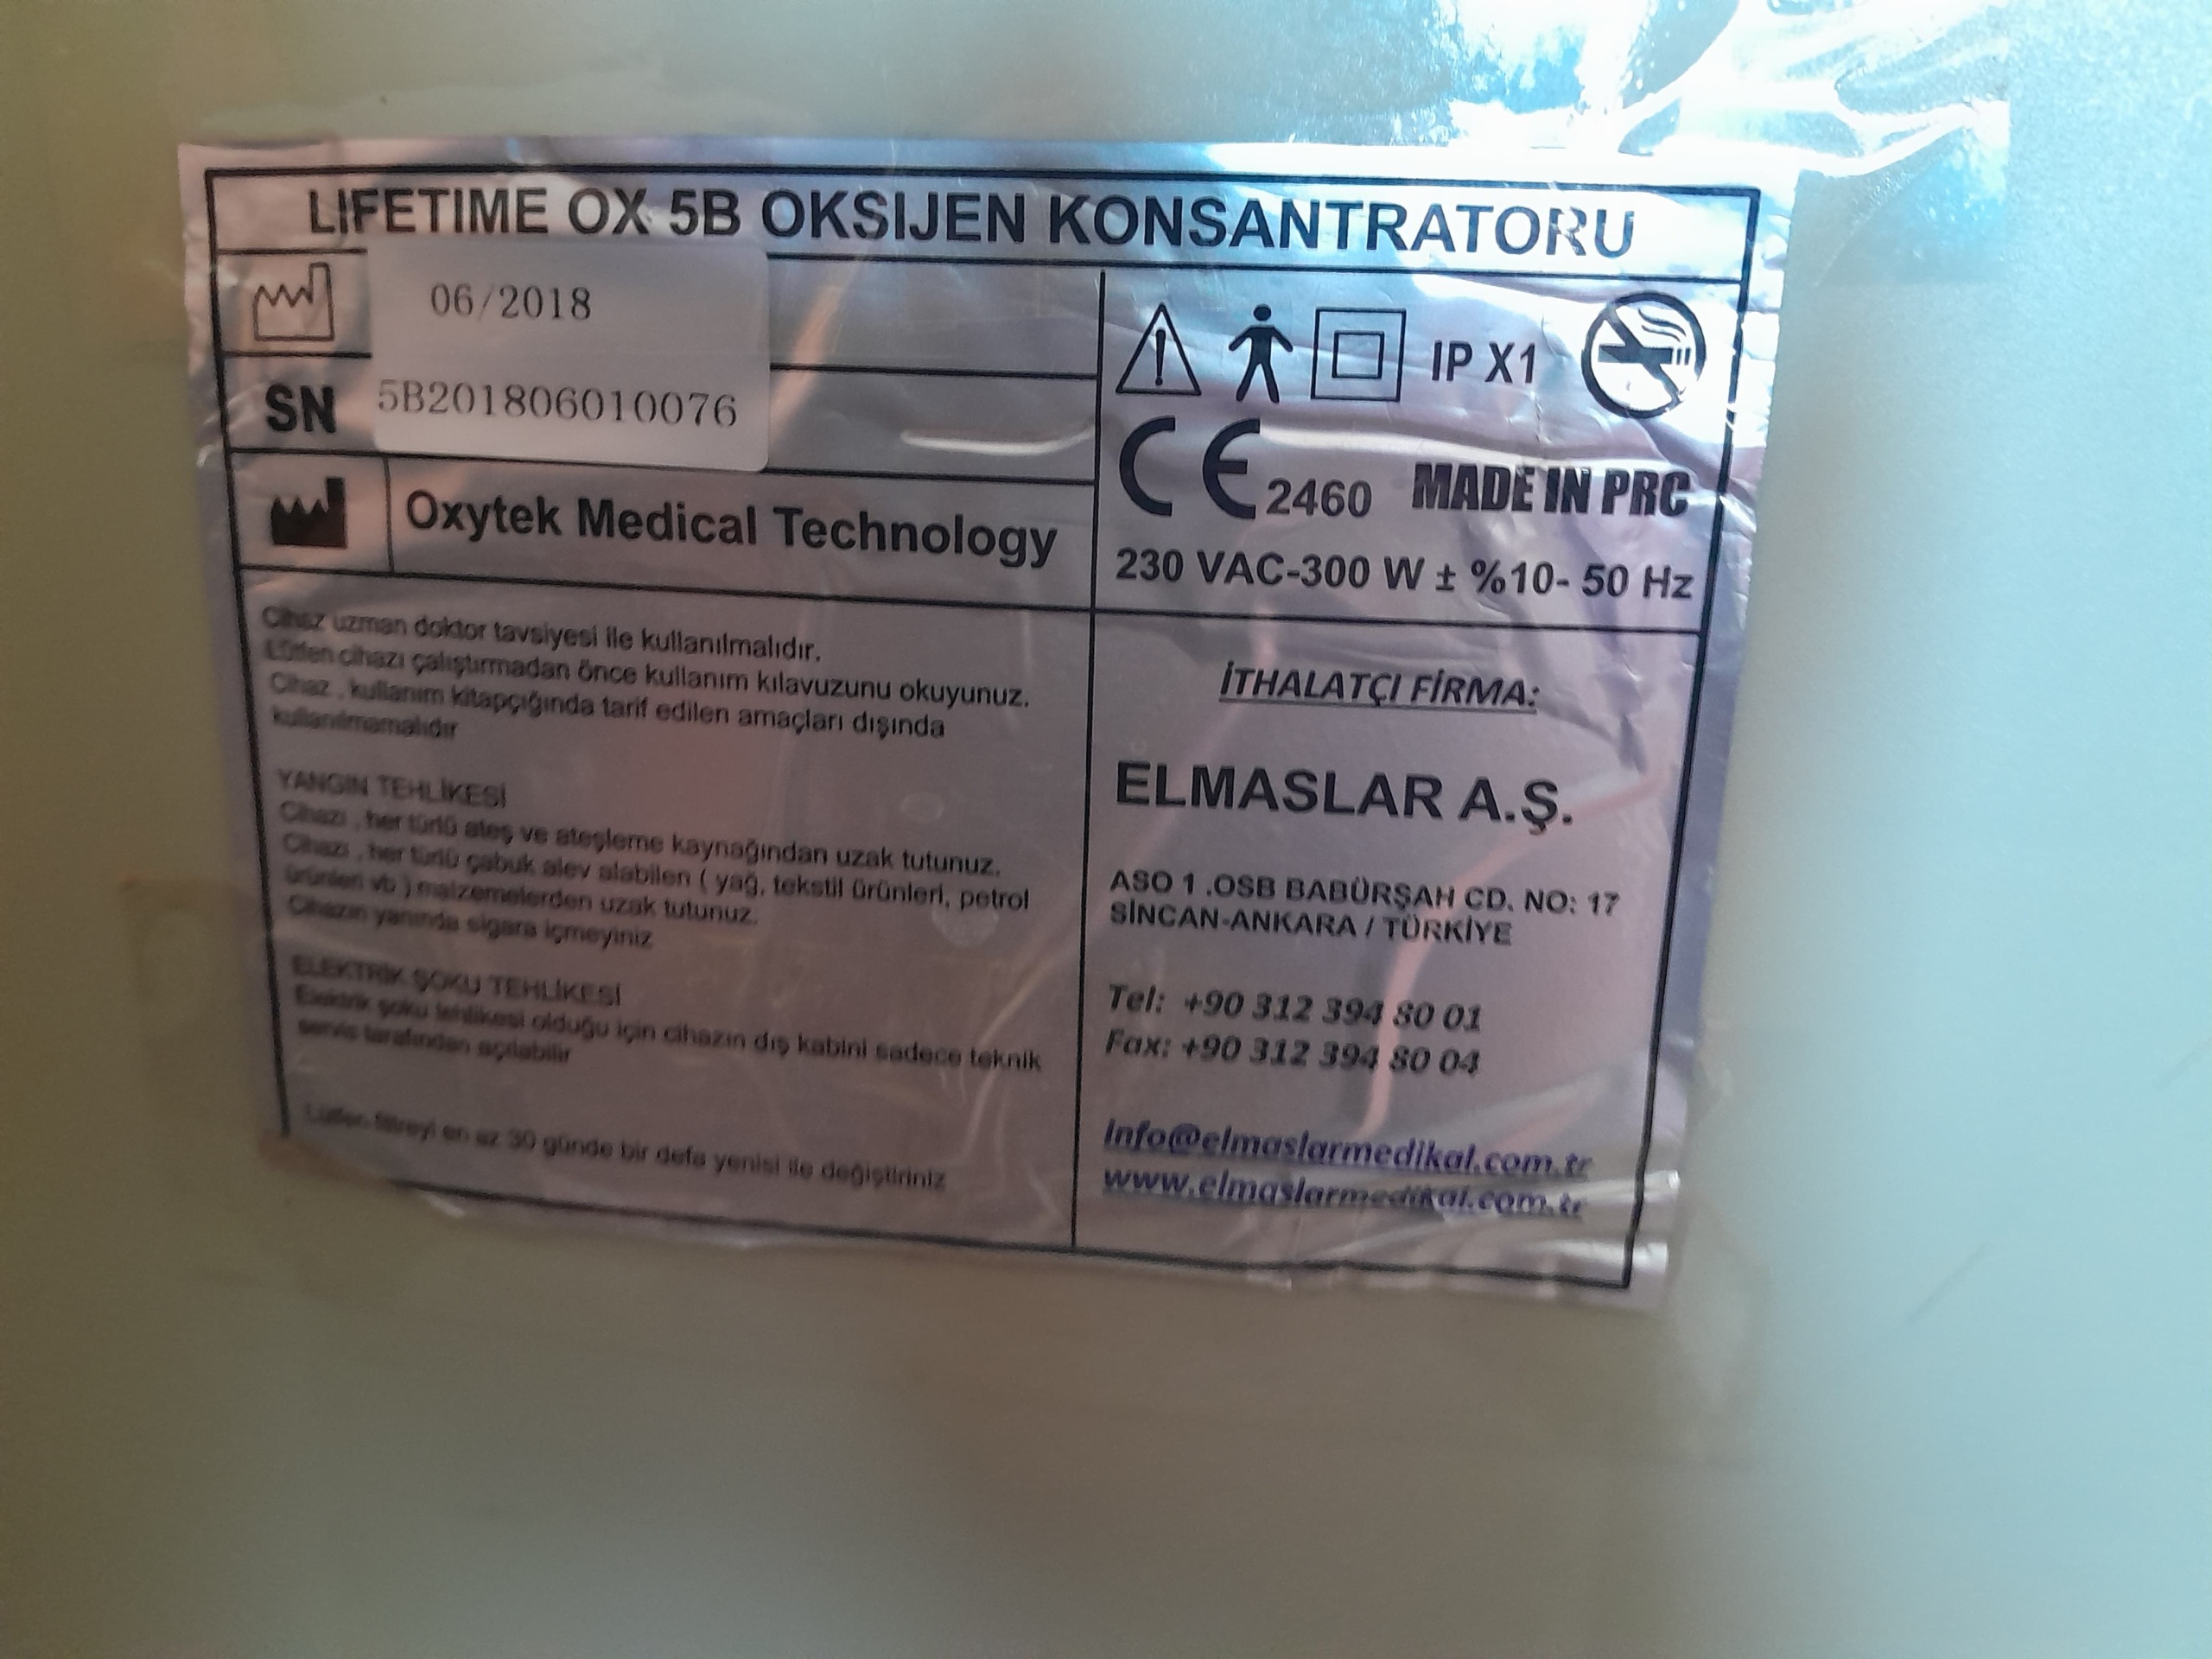 LIFETIME OX 5B OKSIJEN KONSANTRATORU
06/2018
SN 5B201806010076
Oxytek Medical Technology
IP X1
CE 2460 MADE IN PRC
230 VAC-300 W ± %10- 50 Hz
Cihaz uzman doktor tavsiyesi ile kullanılmalıdır.
Lütfen cihazı çalıştırmadan önce kullanım kılavuzunu okuyunuz.
Cihaz , kullanım kitapçığında tarif edilen amaçları dışında
kullanılmamalıdır
YANGIN TEHLİKESİ
Cihazı , her türlü ateş ve ateşleme kaynağından uzak tutunuz.
Cihazı , her türlü çabuk alev alabilen ( yağ, tekstil ürünleri, petrol
ürünleri vb ) malzemelerden uzak tutunuz.
Cihazın yanında sigara içmeyiniz
ELEKTRİK ŞOKU TEHLİKESİ
Elektrik şoku tehlikesi olduğu için cihazın dış kabini sadece teknik
servis tarafından açılabilir
Lütfen filtreyi en az 30 günde bir defa yenisi ile değiştiriniz
İTHALATÇI FİRMA:
ELMASLAR A.Ş.
ASO 1 .OSB BABÜRŞAH CD. NO: 17
SİNCAN-ANKARA / TÜRKİYE
Tel: +90 312 394 80 01
Fax: +90 312 394 80 04
info@elmaslarmedikal.com.tr
www.elmaslarmedikal.com.tr